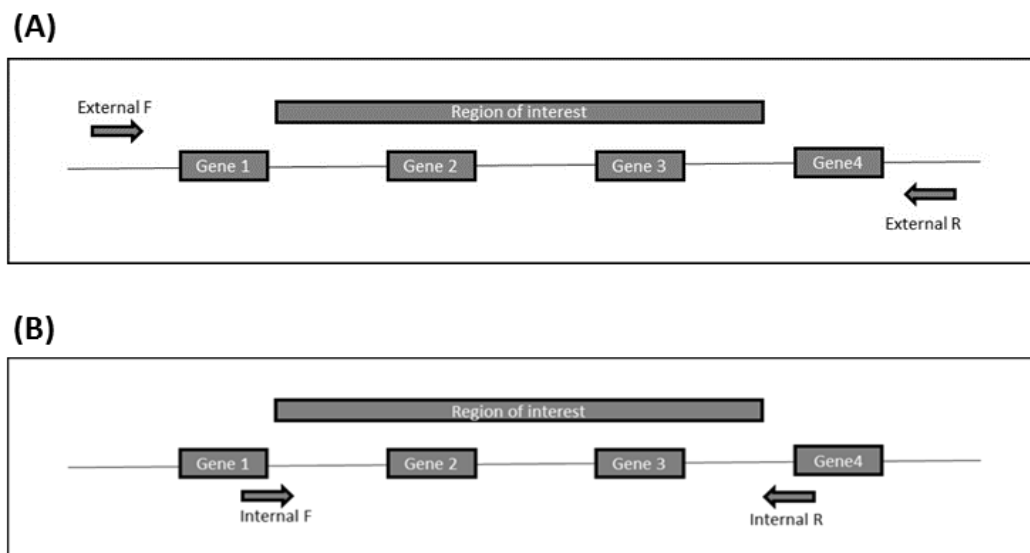 (A)
External F
Region of interest
Gene 1
Gene 2
Gene 3
Gene4
External R
(B)
Region of interest
Gene 1
Gene 2
Gene 3
Gene4
Internal F
Internal R